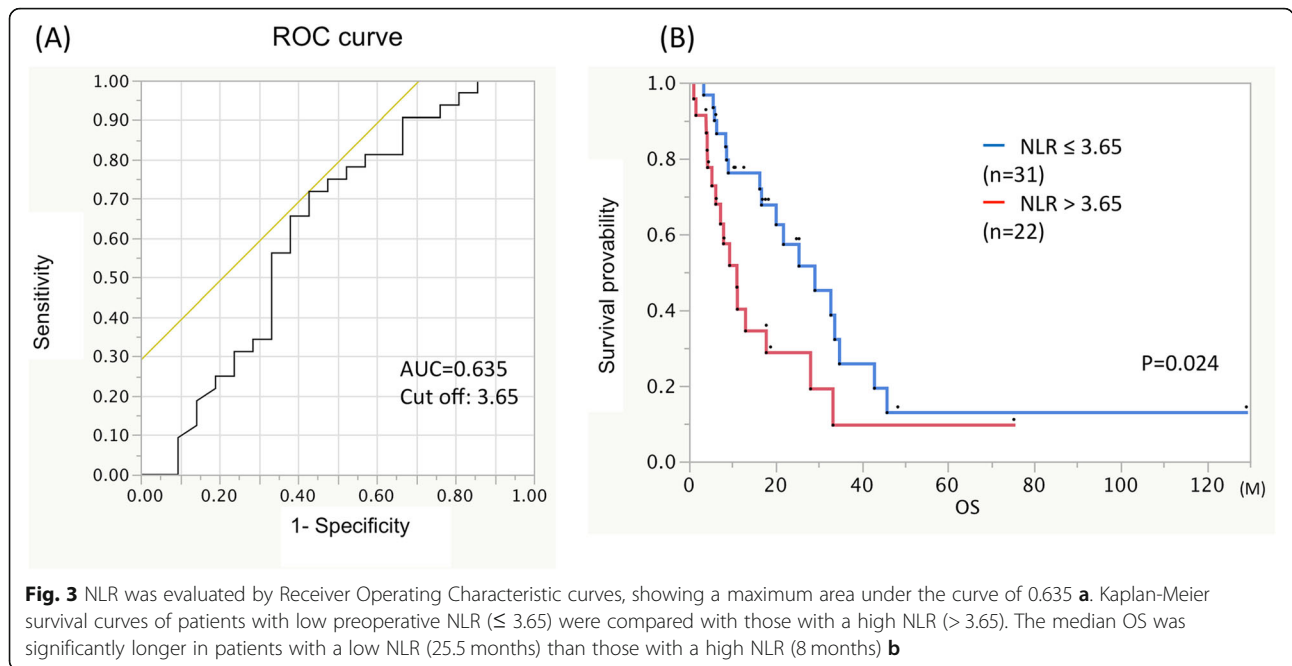 (A)
ROC curve
1.00
0.90
0.80
0.70
0.60
0.50
0.40
0.30
0.20
0.10
0.00
Sensitivity
0.00 0.20 0.40 0.60 0.80 1.00
1- Specificity
AUC=0.635
Cut off: 3.65
(B)
1.0
0.8
0.6
0.4
0.2
0.0
Survival provability
0 20 40 60 80 100 120 (M)
OS
NLR ≤ 3.65
(n=31)
NLR > 3.65
(n=22)
P=0.024
Fig. 3 NLR was evaluated by Receiver Operating Characteristic curves, showing a maximum area under the curve of 0.635 a. Kaplan-Meier
survival curves of patients with low preoperative NLR (≤ 3.65) were compared with those with a high NLR (> 3.65). The median OS was
significantly longer in patients with a low NLR (25.5 months) than those with a high NLR (8 months) b